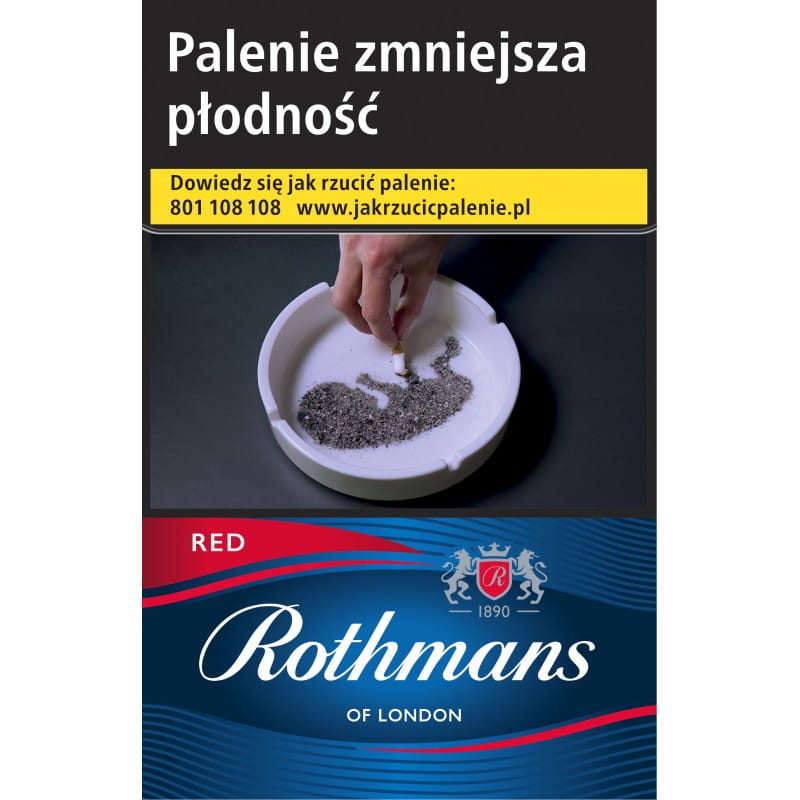 Palenie zmniejsza
płodność
Dowiedz się jak rzucić palenie:
801 108 108 www.jakrzucicpalenie.pl
RED
R
1890
Rothmans
OF LONDON